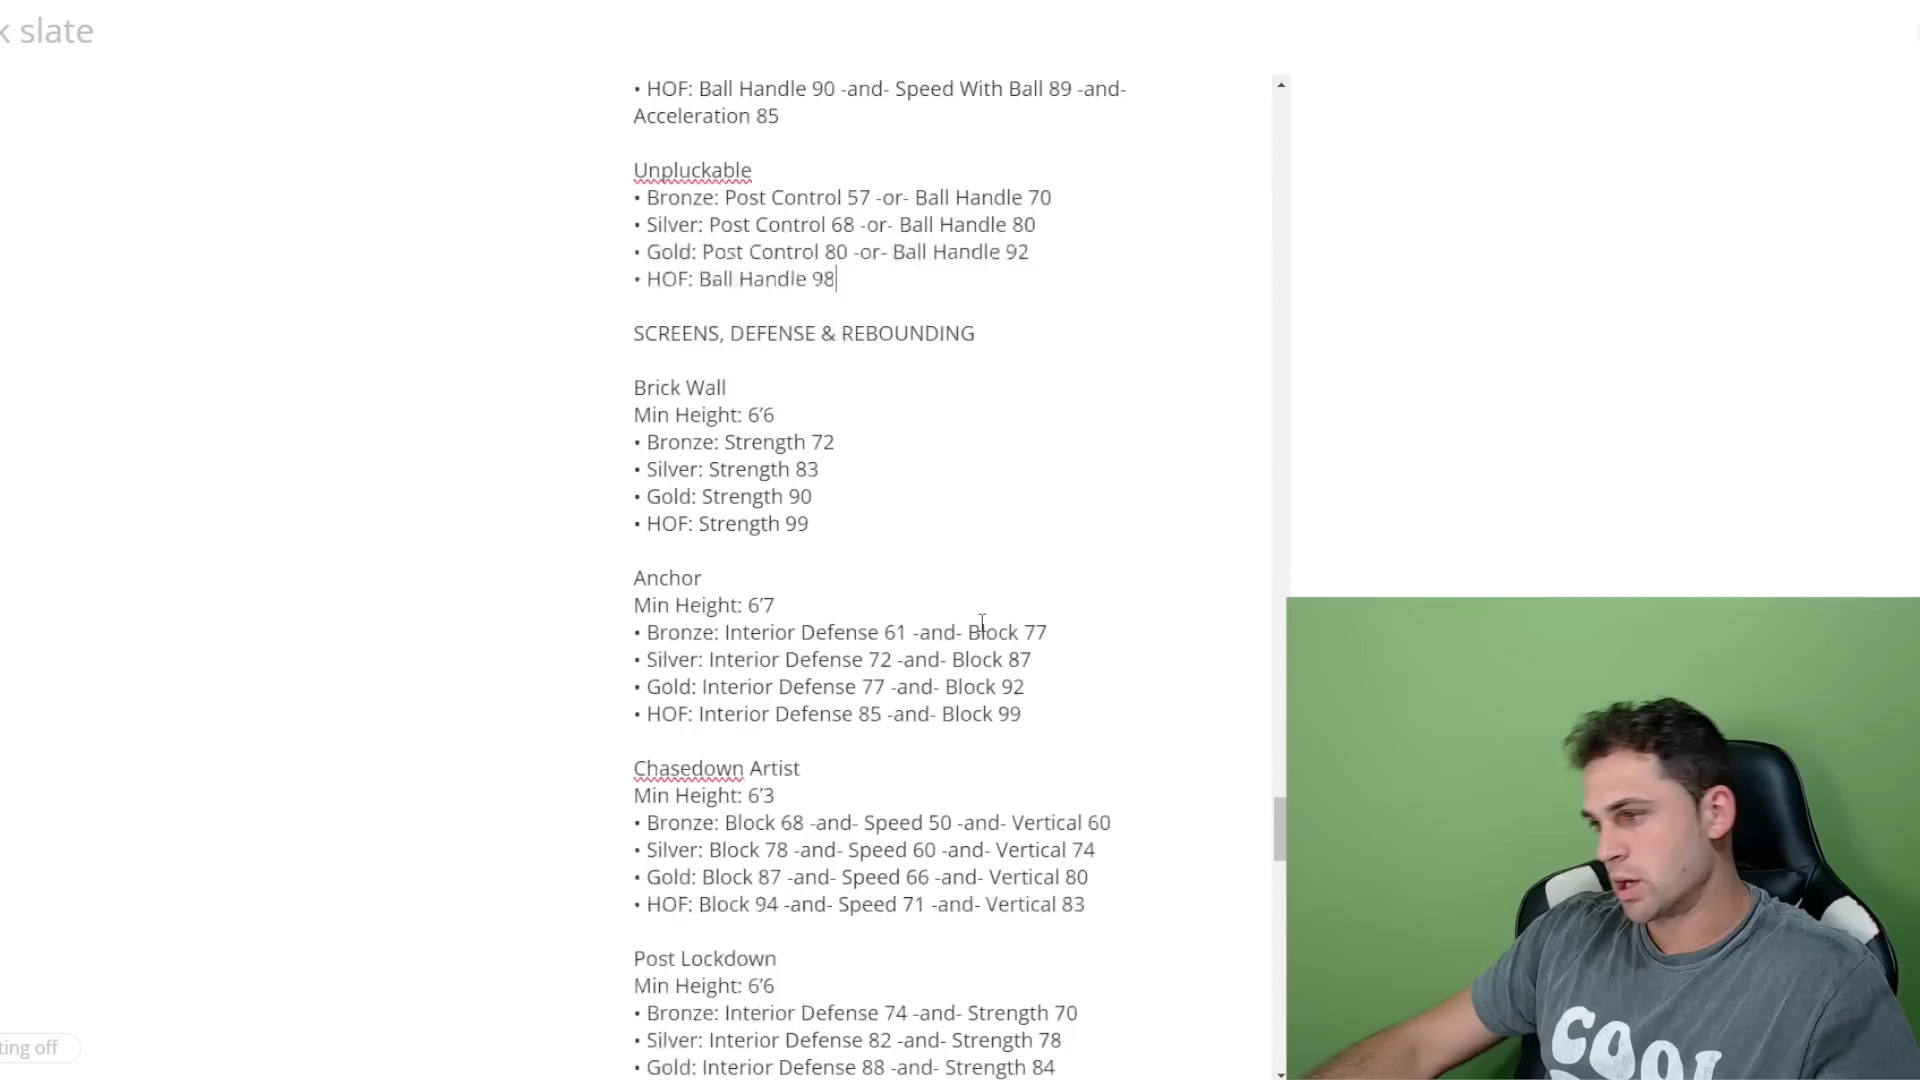 k slate
• HOF: Ball Handle 90 -and- Speed With Ball 89 -and-
Acceleration 85
Unpluckable
• Bronze: Post Control 57 -or- Ball Handle 70
• Silver: Post Control 68 -or- Ball Handle 80
• Gold: Post Control 80 -or- Ball Handle 92
• HOF: Ball Handle 98
SCREENS, DEFENSE & REBOUNDING
Brick Wall
Min Height: 6’6
• Bronze: Strength 72
• Silver: Strength 83
• Gold: Strength 90
• HOF: Strength 99
Anchor
Min Height: 6’7
• Bronze: Interior Defense 61 -and- Block 77
• Silver: Interior Defense 72 -and- Block 87
• Gold: Interior Defense 77 -and- Block 92
• HOF: Interior Defense 85 -and- Block 99
Chasedown Artist
Min Height: 6’3
• Bronze: Block 68 -and- Speed 50 -and- Vertical 60
• Silver: Block 78 -and- Speed 60 -and- Vertical 74
• Gold: Block 87 -and- Speed 66 -and- Vertical 80
• HOF: Block 94 -and- Speed 71 -and- Vertical 83
Post Lockdown
Min Height: 6’6
• Bronze: Interior Defense 74 -and- Strength 70
• Silver: Interior Defense 82 -and- Strength 78
• Gold: Interior Defense 88 -and- Strength 84
ting off
COOL